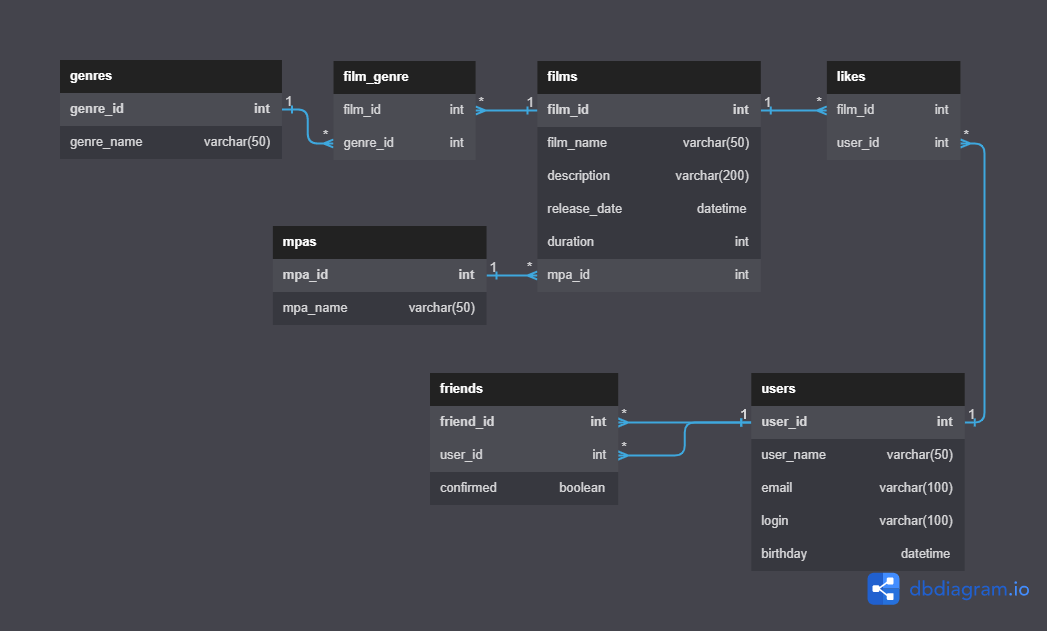 genres
genre_id int
genre_name varchar(50)
film_genre
film_id int
genre_id int
films
film_id int
film_name varchar(50)
description varchar(200)
release_date datetime
duration int
mpa_id int
likes
film_id int
user_id int
mpas
mpa_id int
mpa_name varchar(50)
friends
friend_id int
user_id int
confirmed boolean
users
user_id int
user_name varchar(50)
email varchar(100)
login varchar(100)
birthday datetime
1
*
*
1
1
*
*
1
*
*
*
1
1
dbdiagram.io